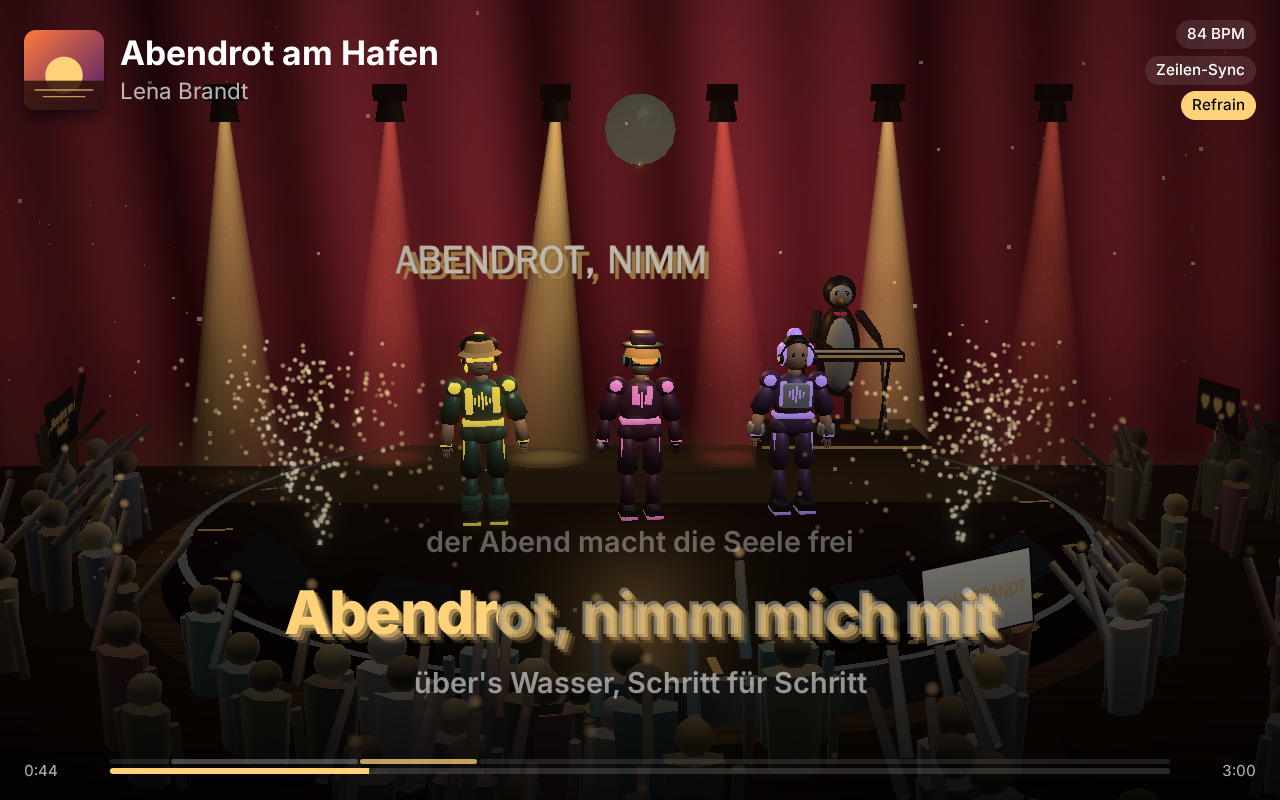 Abendrot am Hafen
Lena Brandt
84 BPM
Zeilen-Sync
Refrain
ABENDROT, NIMM
der Abend macht die Seele frei
Abendrot, nimm mich mit
über's Wasser, Schritt für Schritt
0:44
3:00